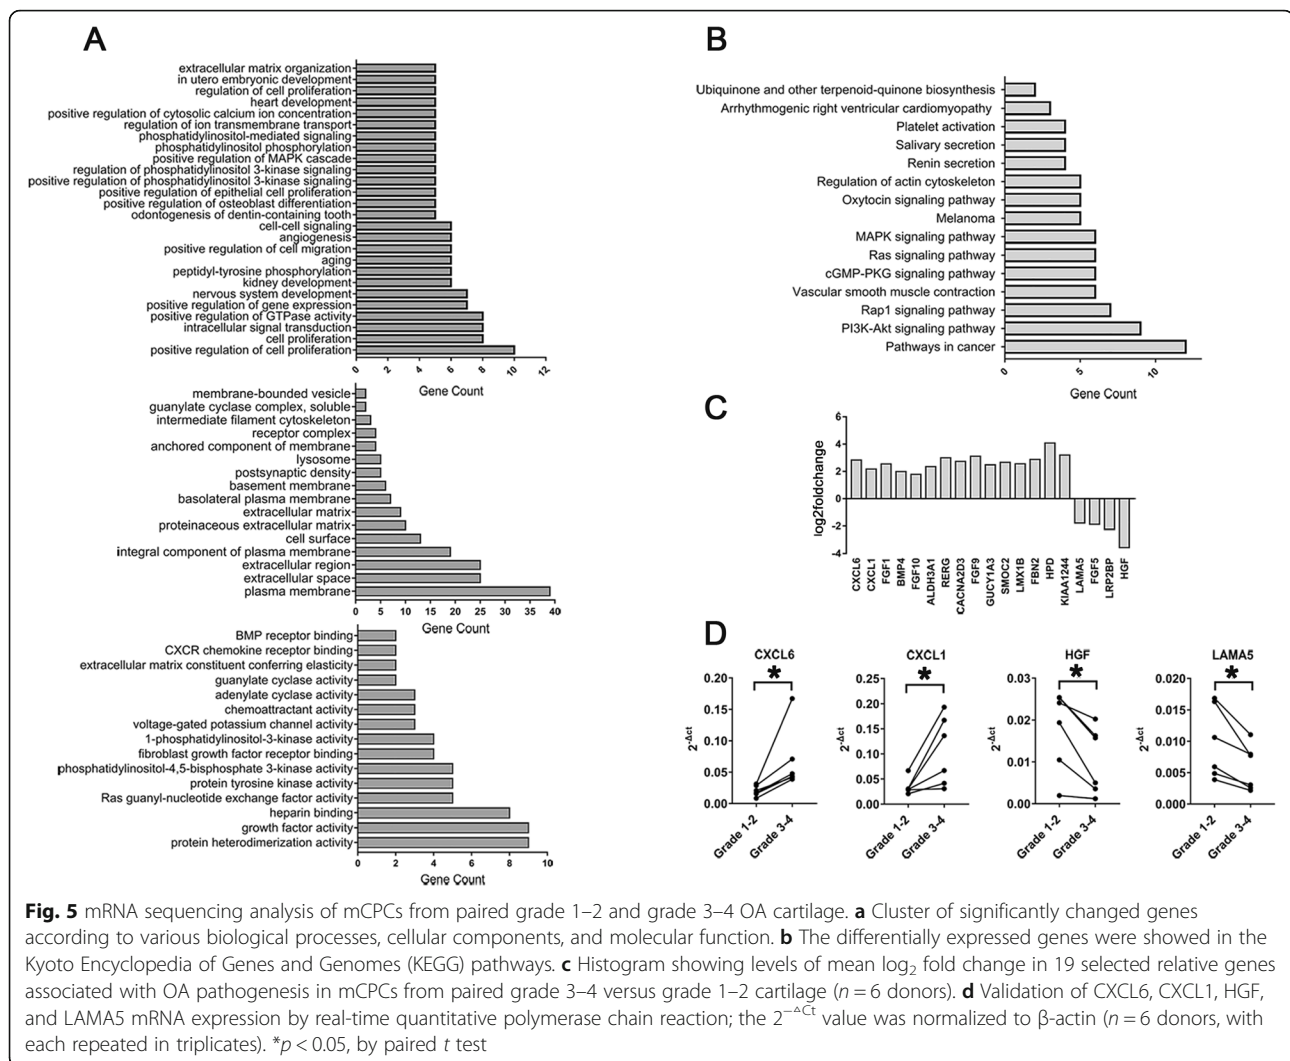 A
extracellular matrix organization
in utero embryonic development
regulation of cell proliferation
heart development
positive regulation of cytosolic calcium ion concentration
regulation of ion transmembrane transport
phosphatidylinositol-mediated signaling
phosphatidylinositol phosphorylation
positive regulation of MAPK cascade
regulation of phosphatidylinositol 3-kinase signaling
positive regulation of phosphatidylinositol 3-kinase signaling
positive regulation of epithelial cell proliferation
positive regulation of osteoblast differentiation
odontogenesis of dentin-containing tooth
cell-cell signaling
angiogenesis
positive regulation of cell migration
aging
peptidyl-tyrosine phosphorylation
kidney development
nervous system development
positive regulation of gene expression
positive regulation of GTPase activity
intracellular signal transduction
cell proliferation
positive regulation of cell proliferation
0 2 4 6 8 10 12
Gene Count
membrane-bounded vesicle
guanylate cyclase complex, soluble
intermediate filament cytoskeleton
receptor complex
anchored component of membrane
lysosome
postsynaptic density
basement membrane
basolateral plasma membrane
extracellular matrix
proteinaceous extracellular matrix
cell surface
integral component of plasma membrane
extracellular region
extracellular space
plasma membrane
0 5 10 15 20 25 30 35 40
Gene Count
BMP receptor binding
CXCR chemokine receptor binding
extracellular matrix constituent conferring elasticity
guanylate cyclase activity
adenylate cyclase activity
chemoattractant activity
voltage-gated potassium channel activity
1-phosphatidylinositol-3-kinase activity
fibroblast growth factor receptor binding
phosphatidylinositol-4,5-bisphosphate 3-kinase activity
protein tyrosine kinase activity
Ras guanyl-nucleotide exchange factor activity
heparin binding
growth factor activity
protein heterodimerization activity
0 2 4 6 8 10
Gene Count
B
Ubiquinone and other terpenoid-quinone biosynthesis
Arrhythmogenic right ventricular cardiomyopathy
Platelet activation
Salivary secretion
Renin secretion
Regulation of actin cytoskeleton
Oxytocin signaling pathway
Melanoma
MAPK signaling pathway
Ras signaling pathway
cGMP-PKG signaling pathway
Vascular smooth muscle contraction
Rap1 signaling pathway
PI3K-Akt signaling pathway
Pathways in cancer
0 5 10
Gene Count
C
log2foldchange
6
4
2
0
-2
-4
CXCL6
CXCL1
FGF1
BMP4
FGF10
ALDH3A1
RERG
CACNA2D3
FGF9
GUCY1A3
SMOC2
LMX1B
FBN2
HPD
KIAA1244
LAMA5
FGF5
LRP2BP
HGF
D
CXCL6
*
2^-Δct
0.20
0.15
0.10
0.05
0.00
Grade 1-2
Grade 3-4
CXCL1
*
2^-Δct
0.25
0.20
0.15
0.10
0.05
0.00
Grade 1-2
Grade 3-4
HGF
*
2^-Δct
0.03
0.02
0.01
0.00
Grade 1-2
Grade 3-4
LAMA5
*
2^-Δct
0.020
0.015
0.010
0.005
0.000
Grade 1-2
Grade 3-4
Fig. 5 mRNA sequencing analysis of mCPCs from paired grade 1–2 and grade 3–4 OA cartilage. a Cluster of significantly changed genes
according to various biological processes, cellular components, and molecular function. b The differentially expressed genes were showed in the
Kyoto Encyclopedia of Genes and Genomes (KEGG) pathways. c Histogram showing levels of mean log₂ fold change in 19 selected relative genes
associated with OA pathogenesis in mCPCs from paired grade 3–4 versus grade 1–2 cartilage (n = 6 donors). d Validation of CXCL6, CXCL1, HGF,
and LAMA5 mRNA expression by real-time quantitative polymerase chain reaction; the 2^−ΔCt value was normalized to β-actin (n = 6 donors, with
each repeated in triplicates). *p < 0.05, by paired t test